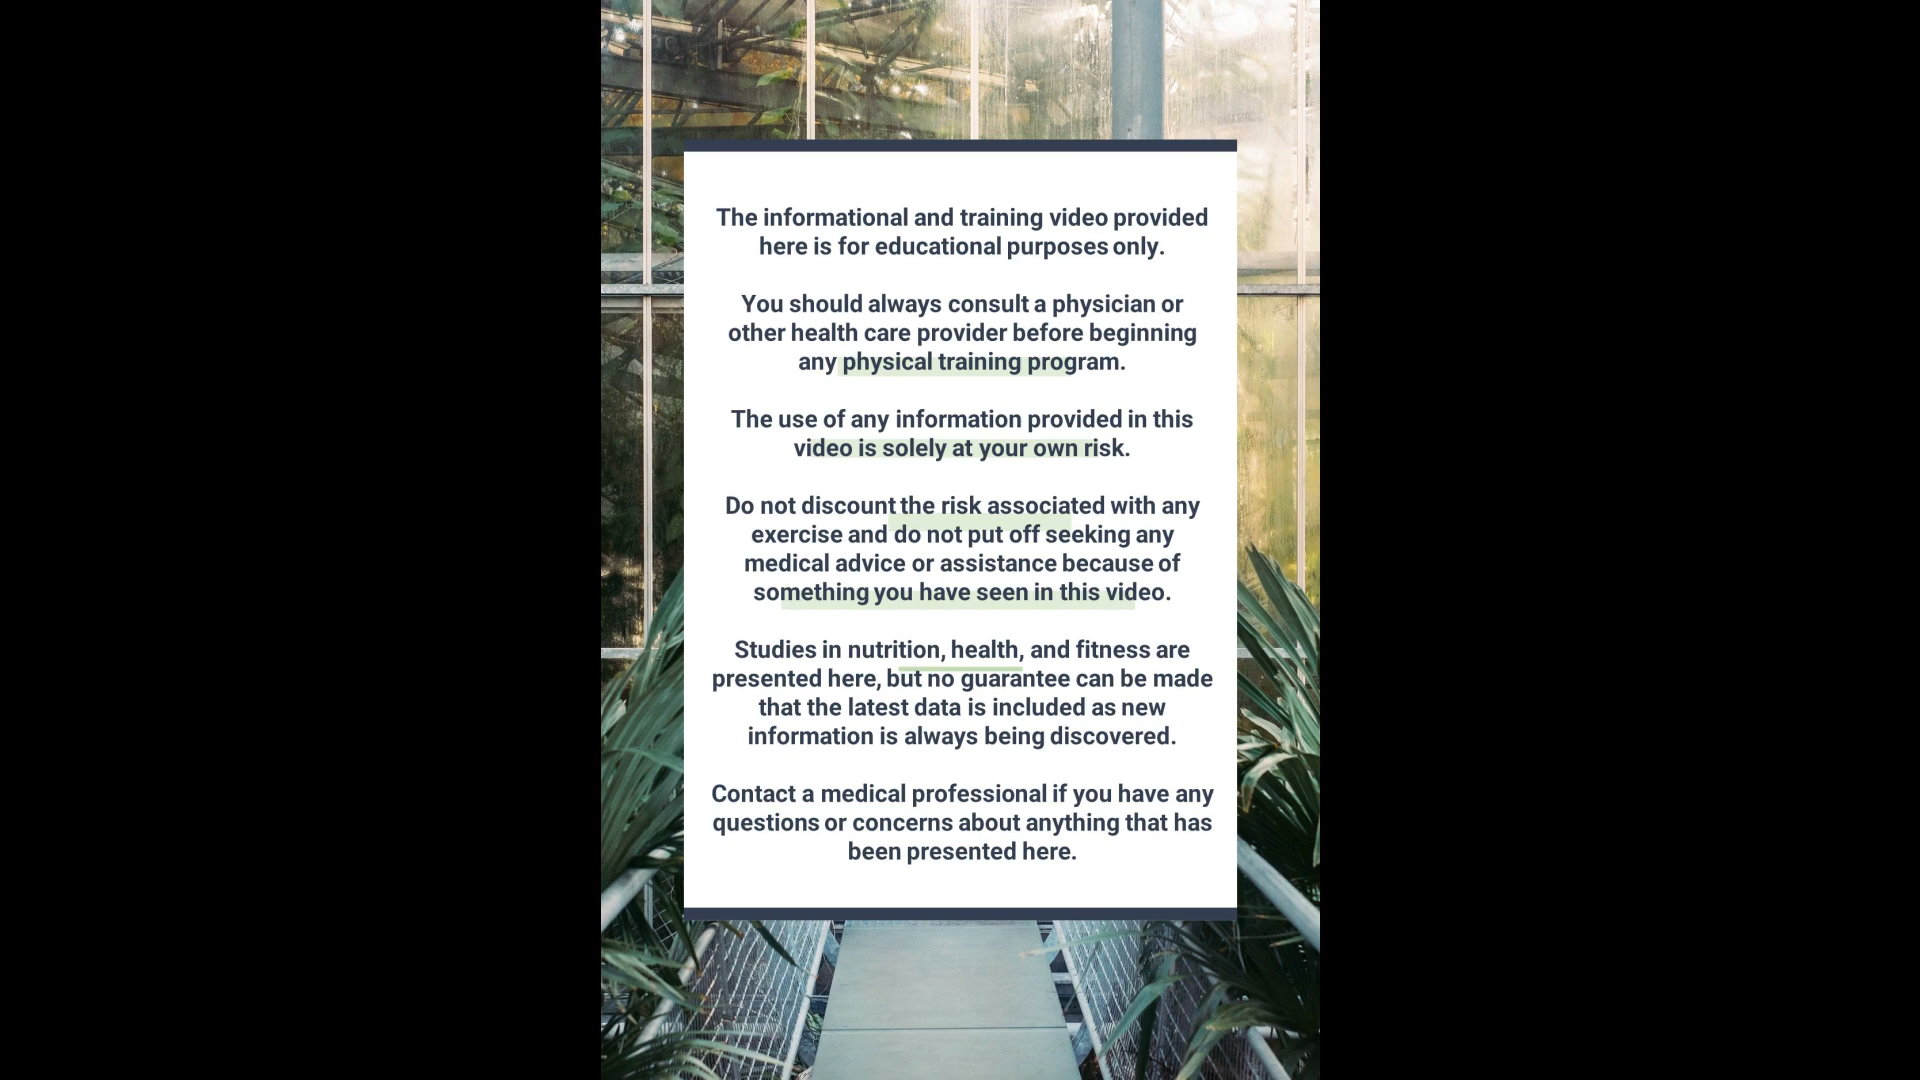 The informational and training video provided
here is for educational purposes only.
You should always consult a physician or
other health care provider before beginning
any physical training program.
The use of any information provided in this
video is solely at your own risk.
Do not discount the risk associated with any
exercise and do not put off seeking any
medical advice or assistance because of
something you have seen in this video.
Studies in nutrition, health, and fitness are
presented here, but no guarantee can be made
that the latest data is included as new
information is always being discovered.
Contact a medical professional if you have any
questions or concerns about anything that has
been presented here.